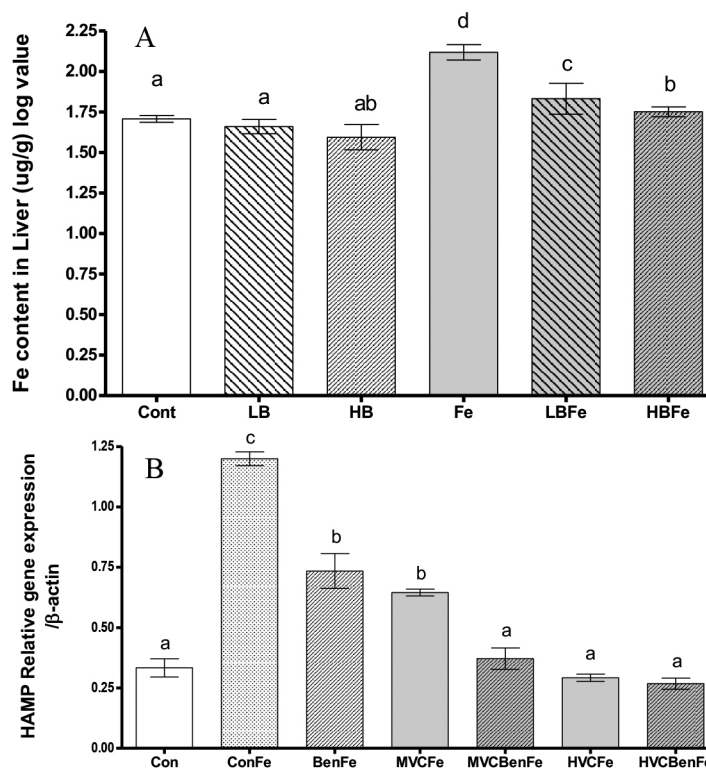 A
Fe content in Liver (ug/g) log value
2.25
2.00
1.75
1.50
1.25
1.00
0.75
0.50
0.25
0.00
a
a
ab
d
c
b
Cont LB HB Fe LBFe HBFe
B
HAMP Relative gene expression
/β-actin
1.25
1.00
0.75
0.50
0.25
0.00
a
c
b
b
a
a
a
Con ConFe BenFe MVCFe MVCBenFe HVCFe HVCBenFe